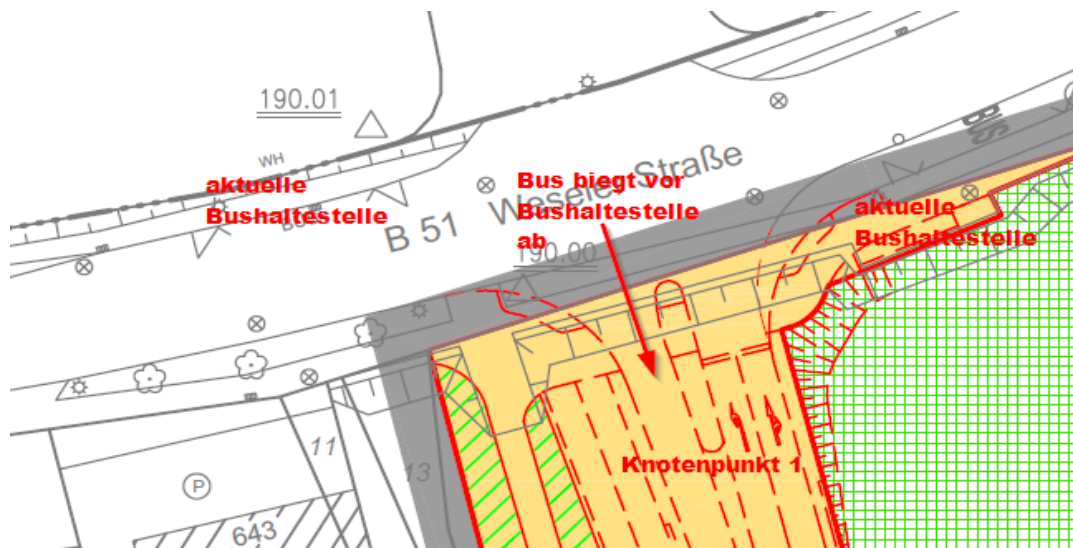 190.01
BUS
WH
aktuelle
Bushaltestelle
Bus biegt vor
Bushaltestelle
ab
B 51 Weseler Straße
190.00
aktuelle
Bushaltestelle
11
13
Knotenpunkt 1
P
643